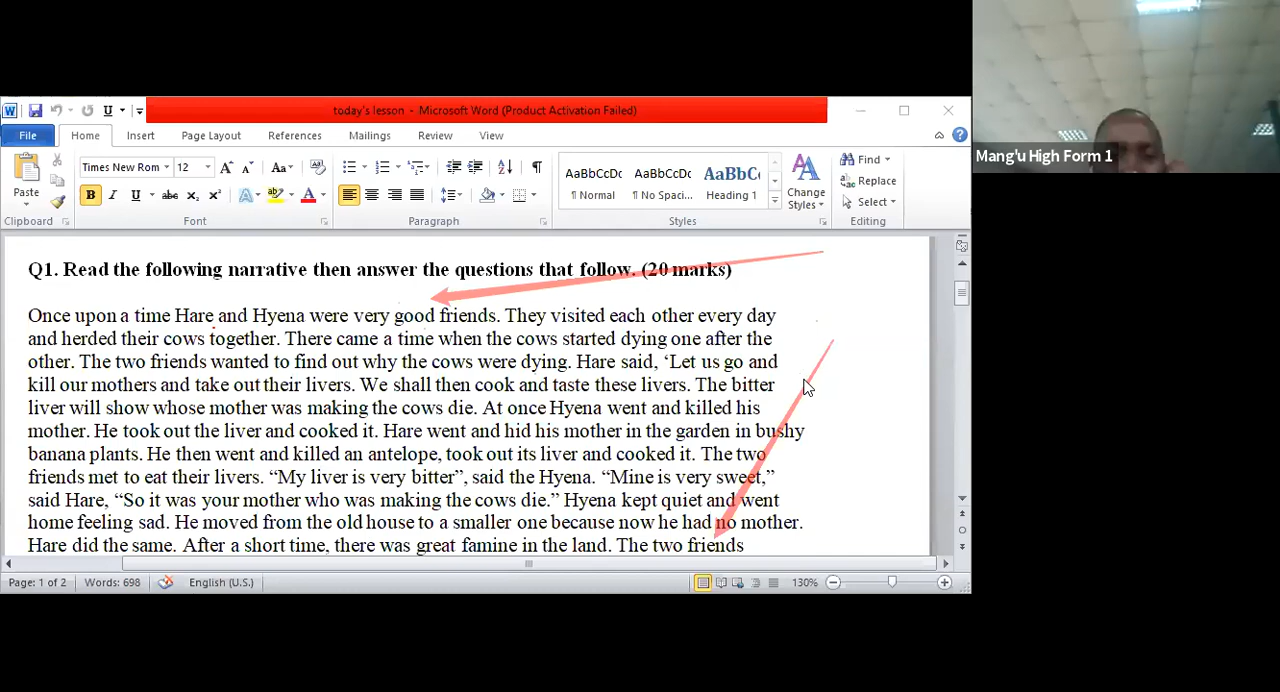 today's lesson - Microsoft Word (Product Activation Failed)
File Home Insert Page Layout References Mailings Review View
Times New Rom 12
Paste
Clipboard Font Paragraph Styles Editing
AaBbCcDc AaBbCcDc AaBbC
¶ Normal ¶ No Spaci... Heading 1
Change Styles
Find
Replace
Select
Mang'u High Form 1
Q1. Read the following narrative then answer the questions that follow. (20 marks)
Once upon a time Hare and Hyena were very good friends. They visited each other every day
and herded their cows together. There came a time when the cows started dying one after the
other. The two friends wanted to find out why the cows were dying. Hare said, ‘Let us go and
kill our mothers and take out their livers. We shall then cook and taste these livers. The bitter
liver will show whose mother was making the cows die. At once Hyena went and killed his
mother. He took out the liver and cooked it. Hare went and hid his mother in the garden in bushy
banana plants. He then went and killed an antelope, took out its liver and cooked it. The two
friends met to eat their livers. “My liver is very bitter”, said the Hyena. “Mine is very sweet,”
said Hare, “So it was your mother who was making the cows die.” Hyena kept quiet and went
home feeling sad. He moved from the old house to a smaller one because now he had no mother.
Hare did the same. After a short time, there was great famine in the land. The two friends
Page: 1 of 2 Words: 698 English (U.S.) 130%